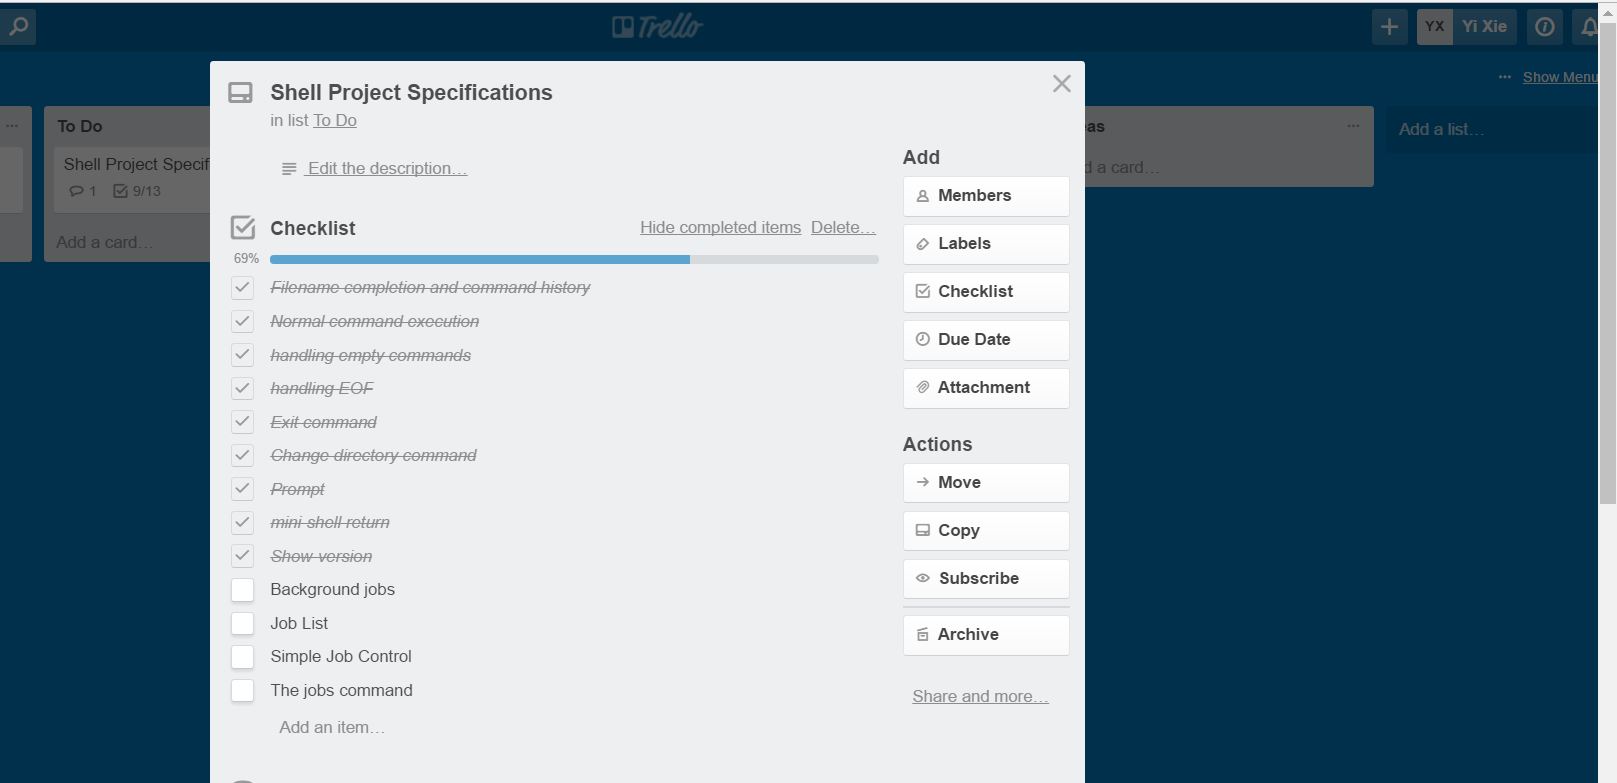 Trello
YX Yi Xie
... Show Menu
Shell Project Specifications
in list To Do
Edit the description…
Checklist
Hide completed items Delete…
69%
Filename completion and command history
Normal command execution
handling empty commands
handling EOF
Exit command
Change directory command
Prompt
mini-shell return
Show version
Background jobs
Job List
Simple Job Control
The jobs command
Add an item…
Add
Members
Labels
Checklist
Due Date
Attachment
Actions
Move
Copy
Subscribe
Archive
Share and more…
To Do
Shell Project Specif
1 9/13
Add a card…
eas
d a card…
Add a list…